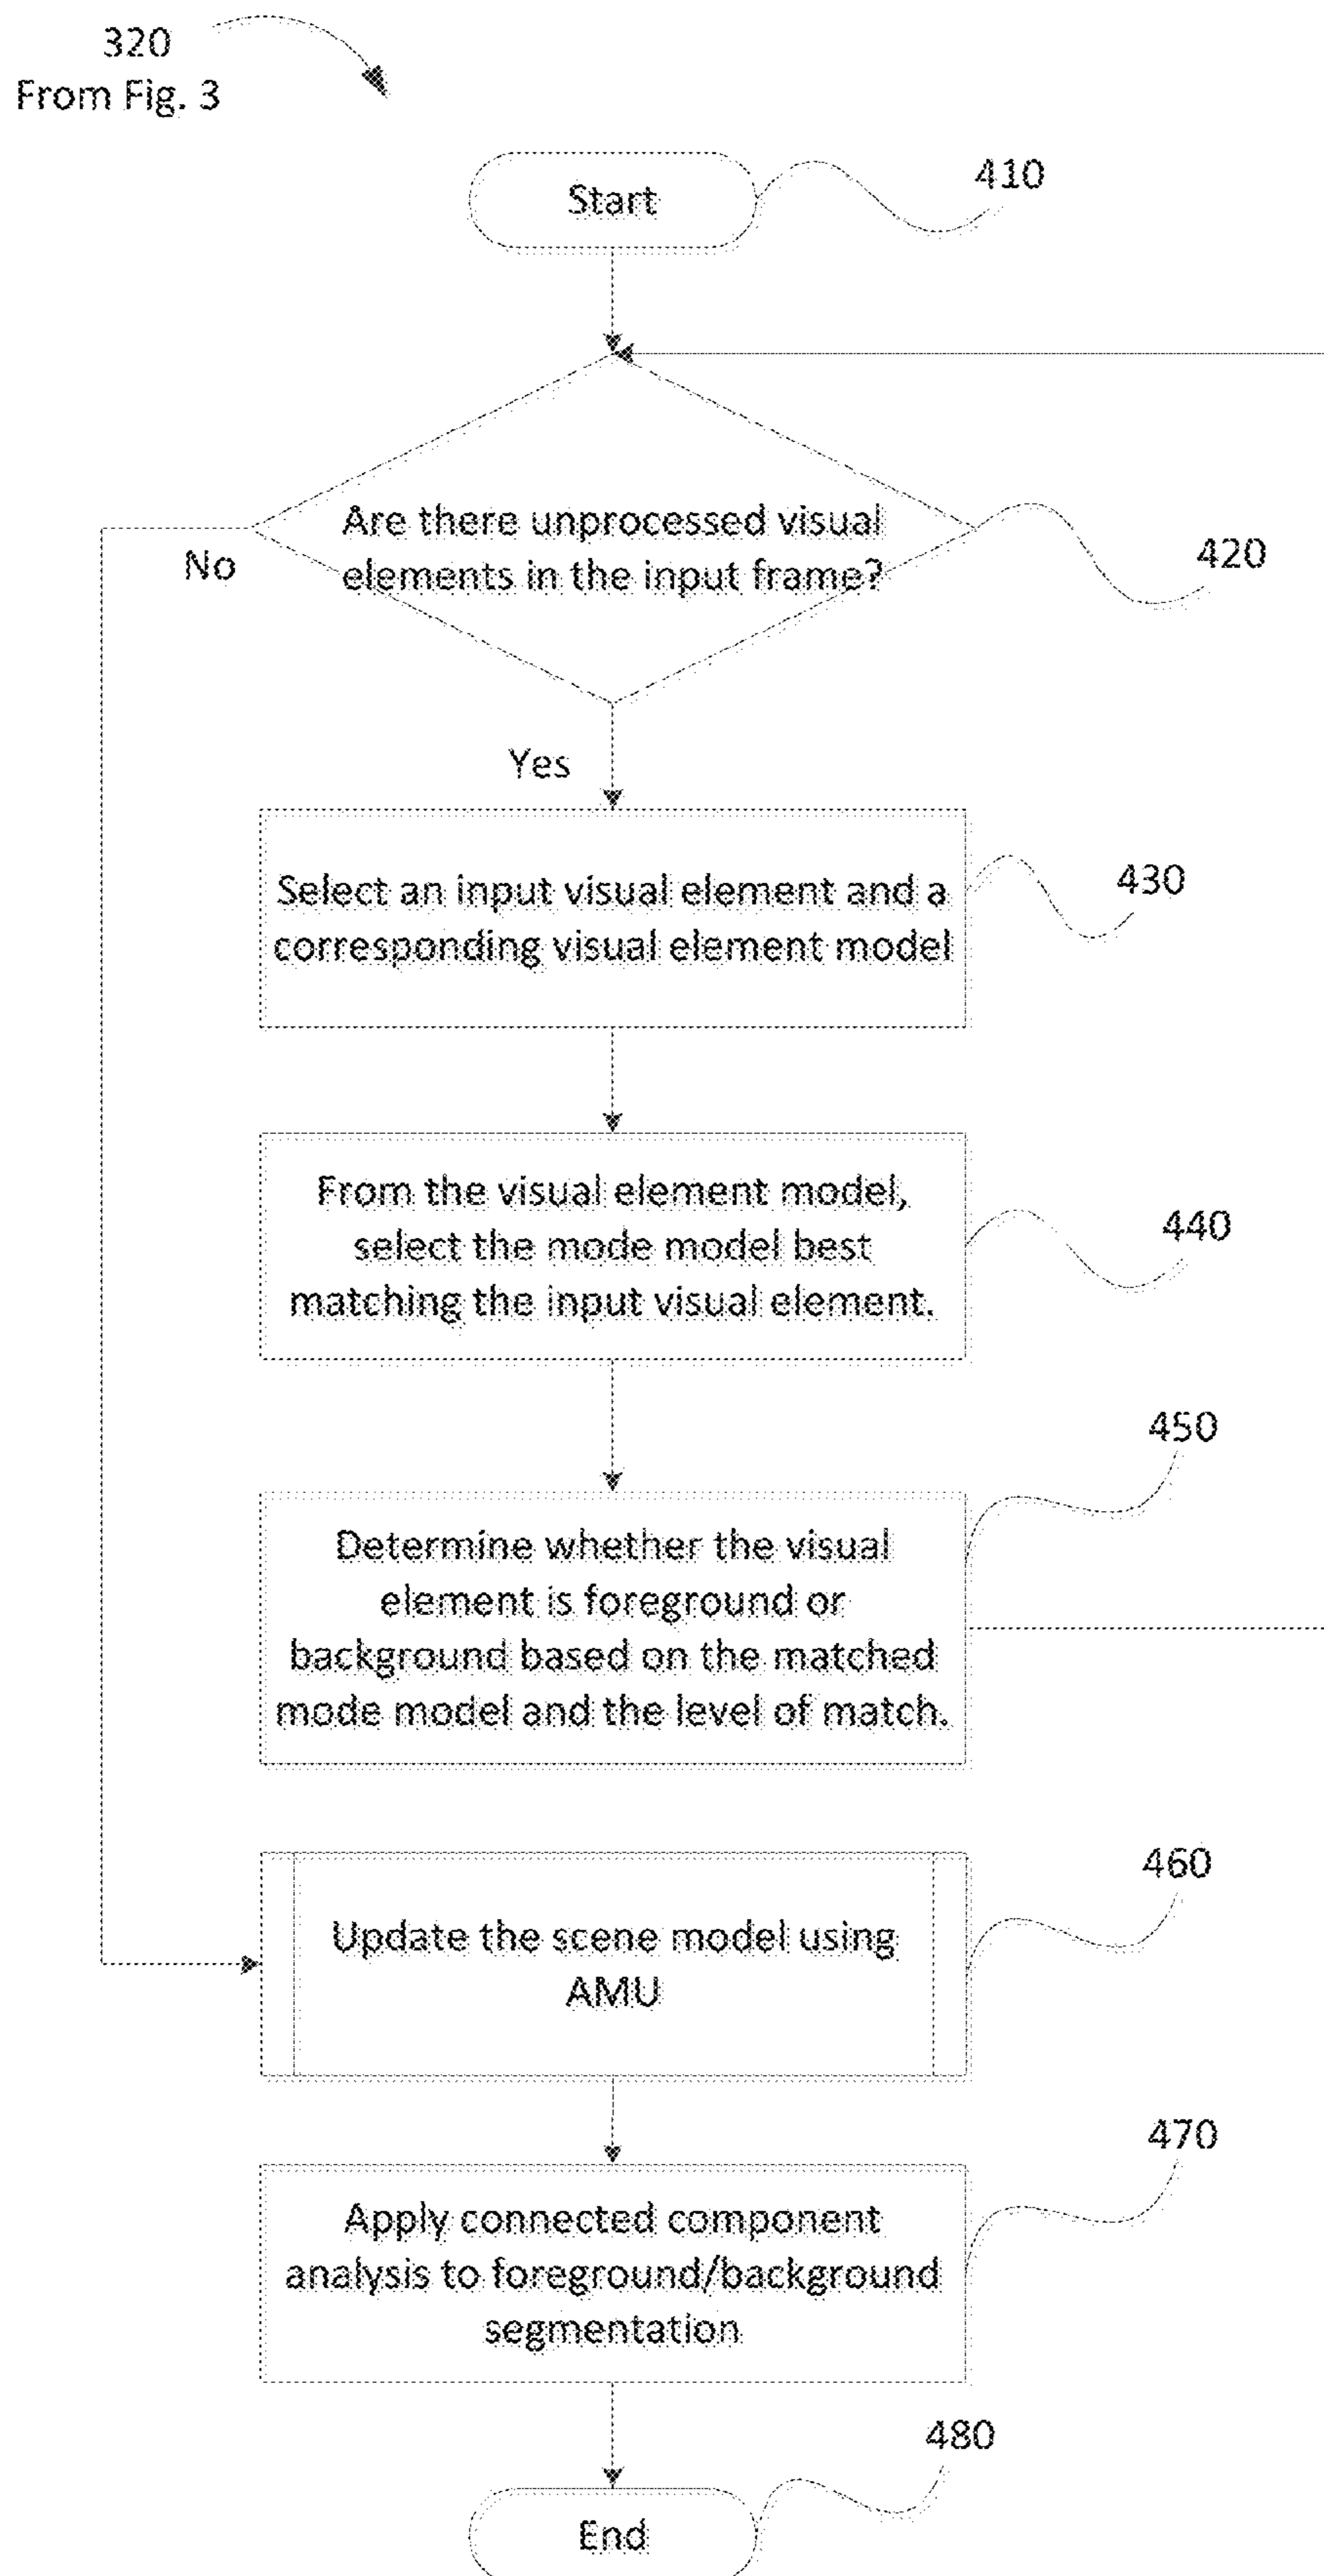 320
From Fig. 3
Start
410
Are there unprocessed visual
elements in the input frame?
420
No
Yes
Select an input visual element and a
corresponding visual element model
430
From the visual element model,
select the mode model best
matching the input visual element.
440
450
Determine whether the visual
element is foreground or
background based on the matched
mode model and the level of match.
460
Update the scene model using
AMU
470
Apply connected component
analysis to foreground/background
segmentation
480
End